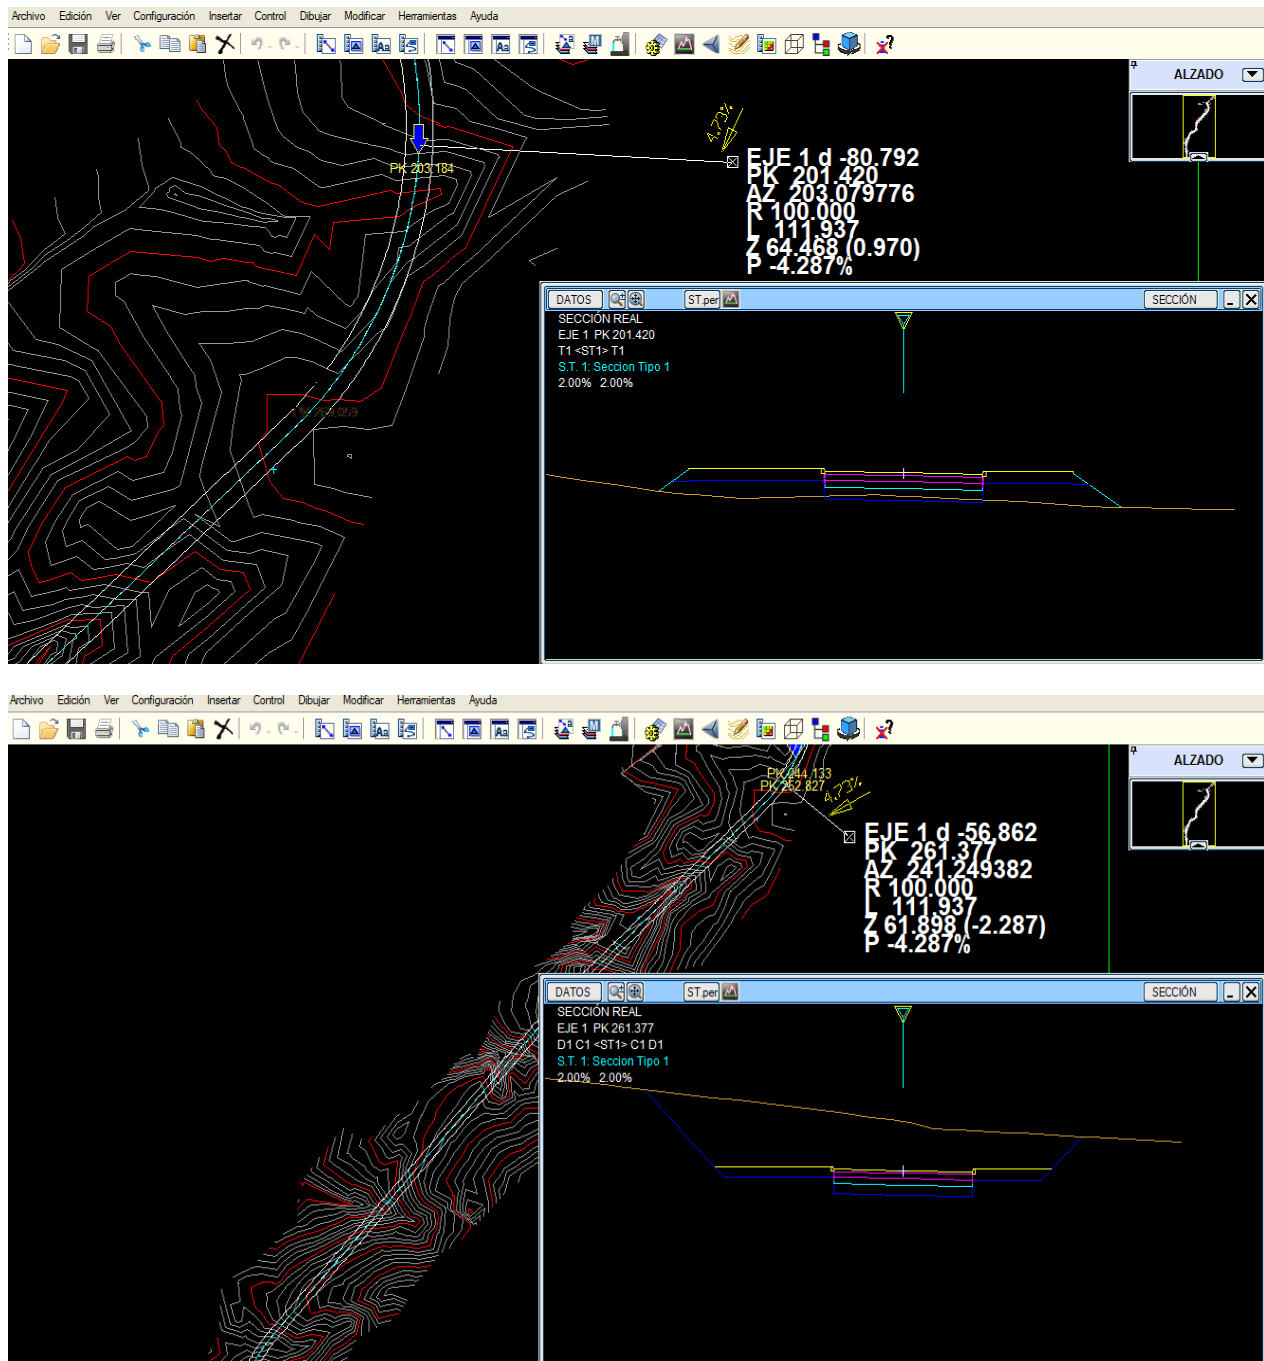 Archivo Edición Ver Configuración Insertar Control Dibujar Modificar Herramientas Ayuda
ALZADO
4.73%
PK 203.184
EJE 1 d -80.792
PK 201.420
AZ 203.079776
R 100.000
L 111.937
Z 64.468 (0.970)
P -4.287%
DATOS ST.per SECCIÓN
SECCIÓN REAL
EJE 1 PK 201.420
T1 <ST1> T1
S.T. 1: Seccion Tipo 1
2.00% 2.00%
Archivo Edición Ver Configuración Insertar Control Dibujar Modificar Herramientas Ayuda
ALZADO
PK 244.133
PK 252.827
4.73%
EJE 1 d -56.862
PK 261.377
AZ 241.249382
R 100.000
L 111.937
Z 61.898 (-2.287)
P -4.287%
DATOS ST.per SECCIÓN
SECCIÓN REAL
EJE 1 PK 261.377
D1 C1 <ST1> C1 D1
S.T. 1: Seccion Tipo 1
2.00% 2.00%